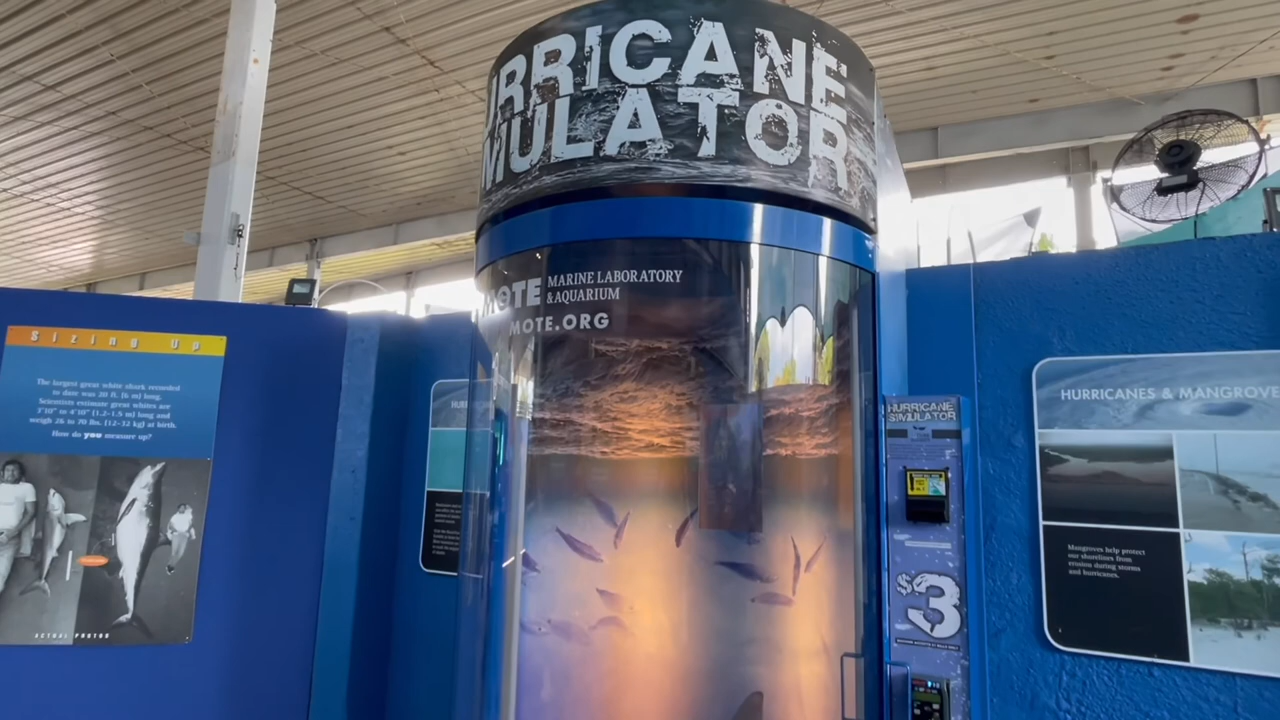 Sizing Up
The largest great white shark recorded
to date was 20 ft. (6 m) long.
Scientists estimate great whites are
3'10" to 4'10" (1.2-1.5 m) long and
weigh 26 to 70 lbs. (12-32 kg) at birth.
How do you measure up?
ACTUAL PHOTOS
URRICANE
MULATOR
MOTE MARINE LABORATORY
&AQUARIUM
MOTE.ORG
HURRICANE
SIMULATOR
$3
HURRICANES & MANGROVE
Mangroves help protect
our shorelines from
erosion during storms
and hurricanes.